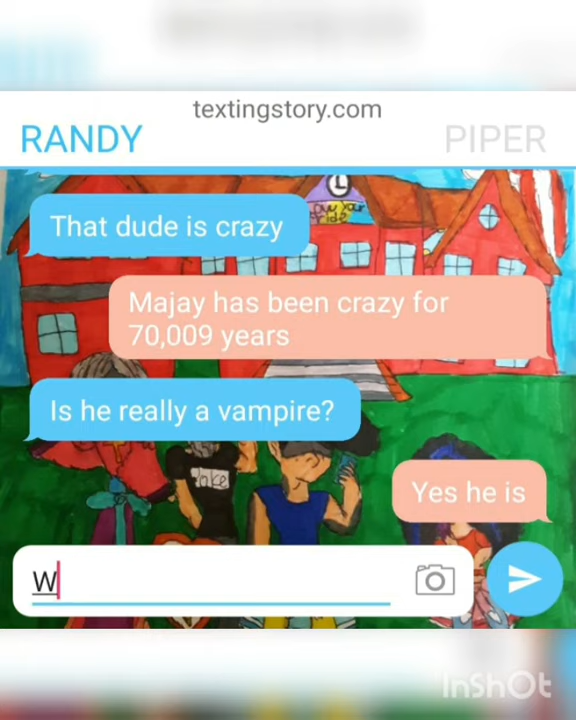 textingstory.com
RANDY
PIPER
That dude is crazy
Majay has been crazy for
70,009 years
Is he really a vampire?
Jake
Yes he is
W
InShOt